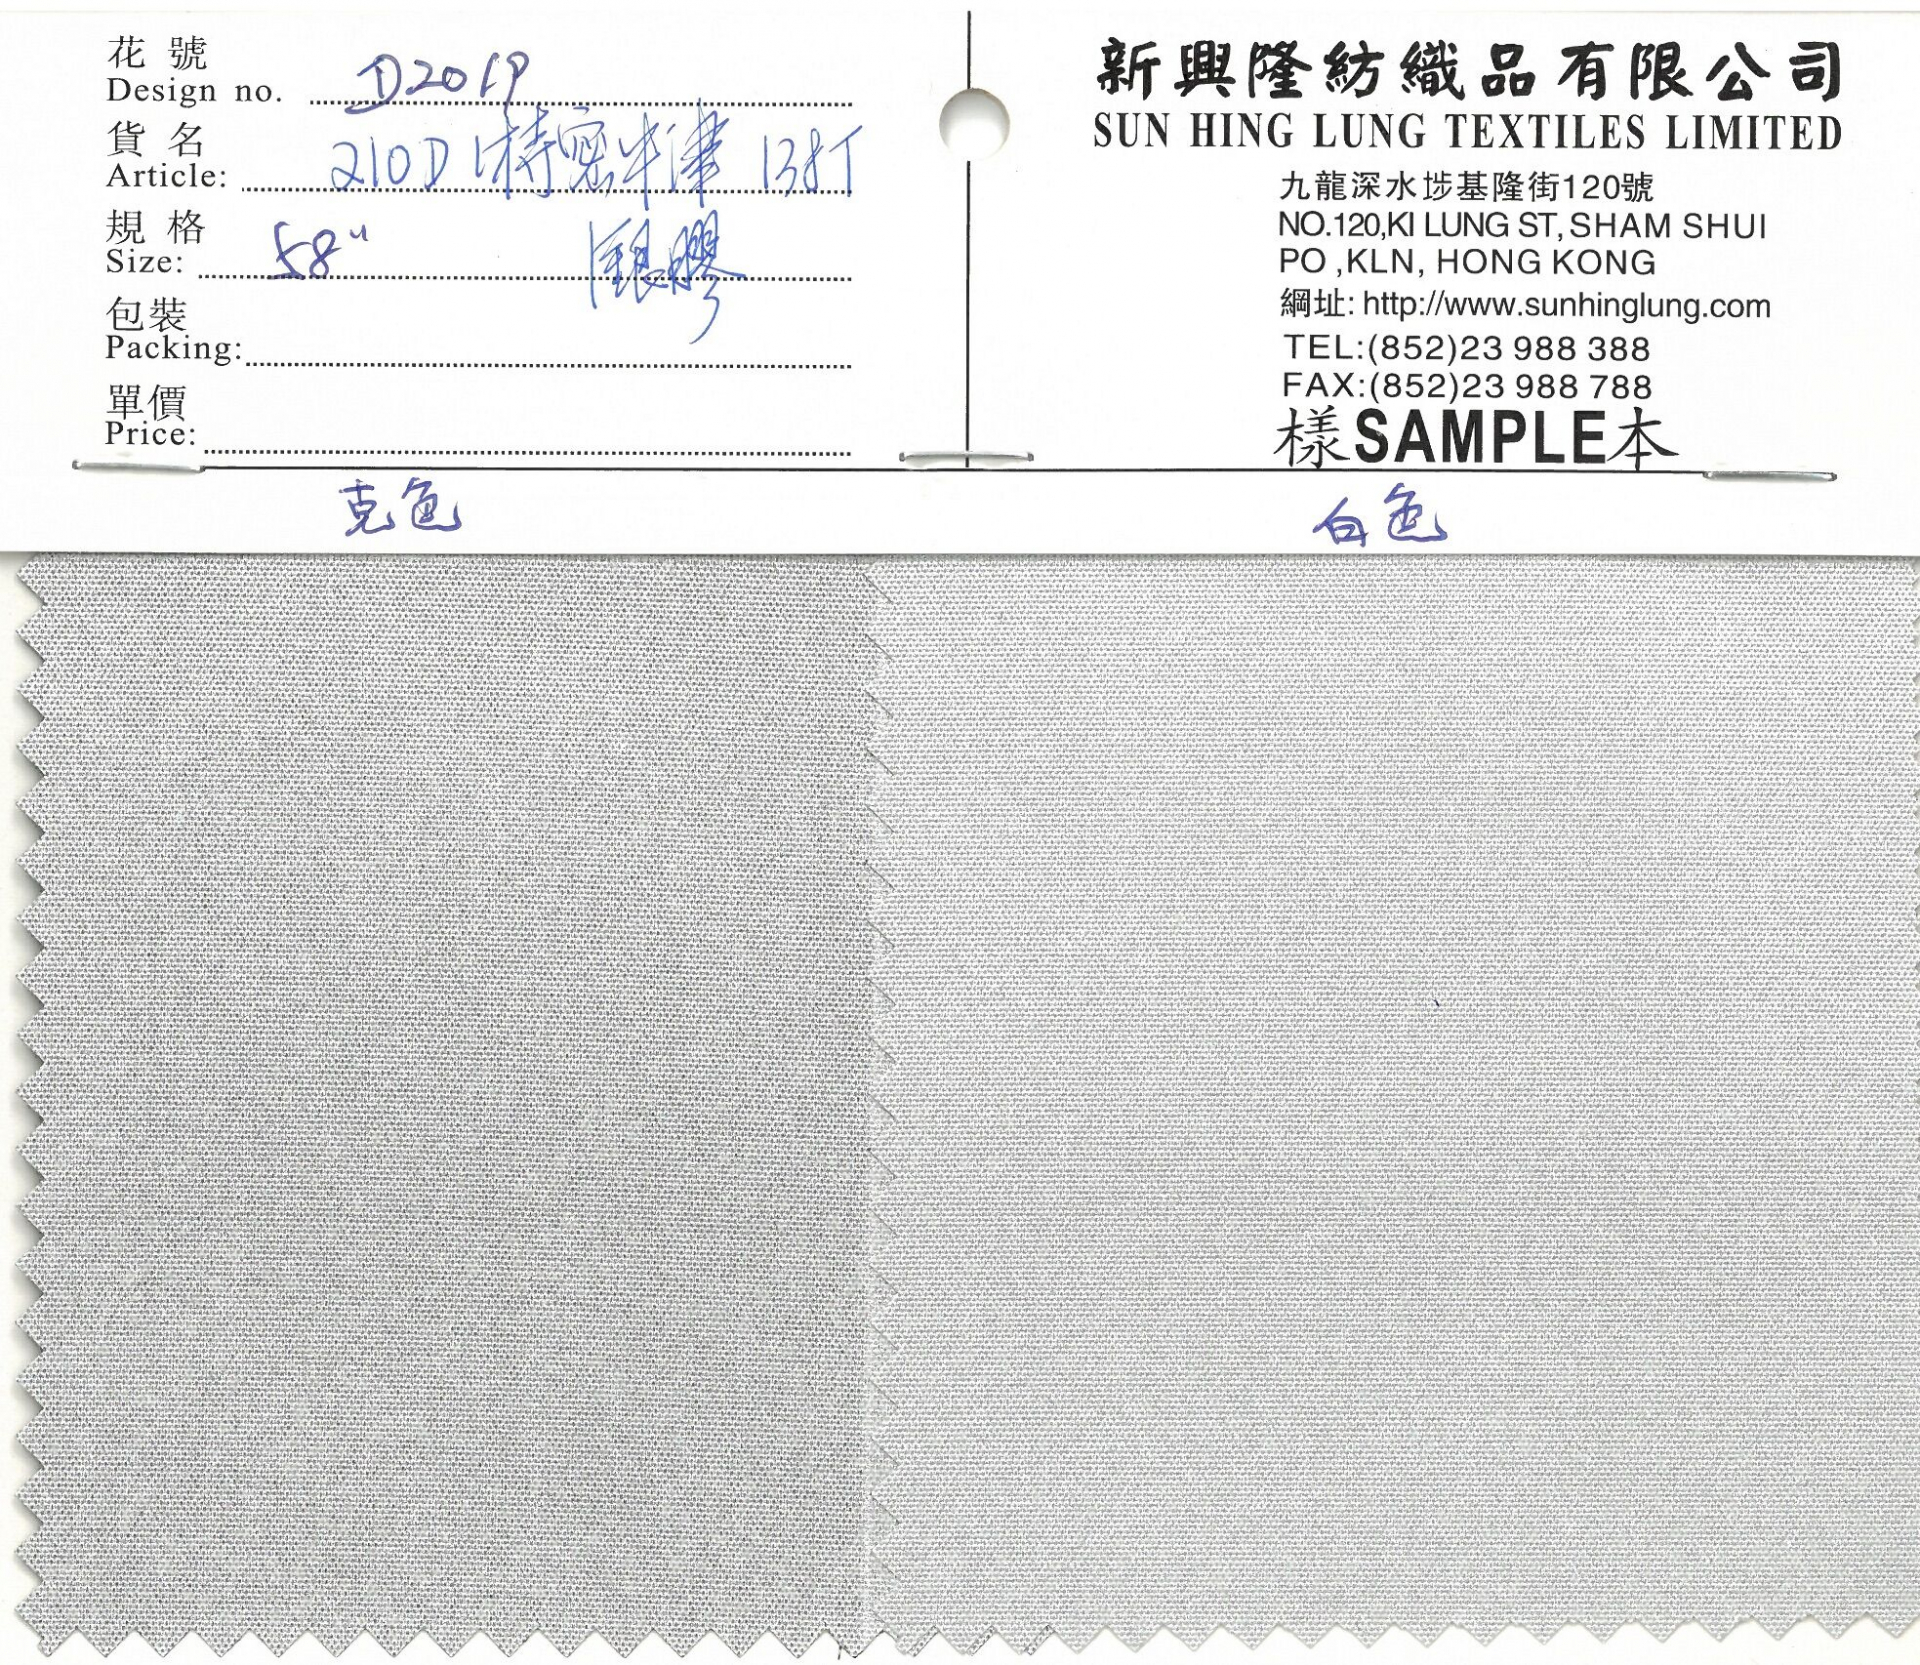 花 號
Design no. D2019
貨 名
Article: 210D 特密牛津 138T
規 格
Size: 58" 銀膠
包裝
Packing:
單價
Price:
新興隆紡織品有限公司
SUN HING LUNG TEXTILES LIMITED
九龍深水埗基隆街120號
NO.120,KI LUNG ST, SHAM SHUI
PO ,KLN, HONG KONG
綱址: http://www.sunhinglung.com
TEL:(852)23 988 388
FAX:(852)23 988 788
樣SAMPLE本
克色
白色